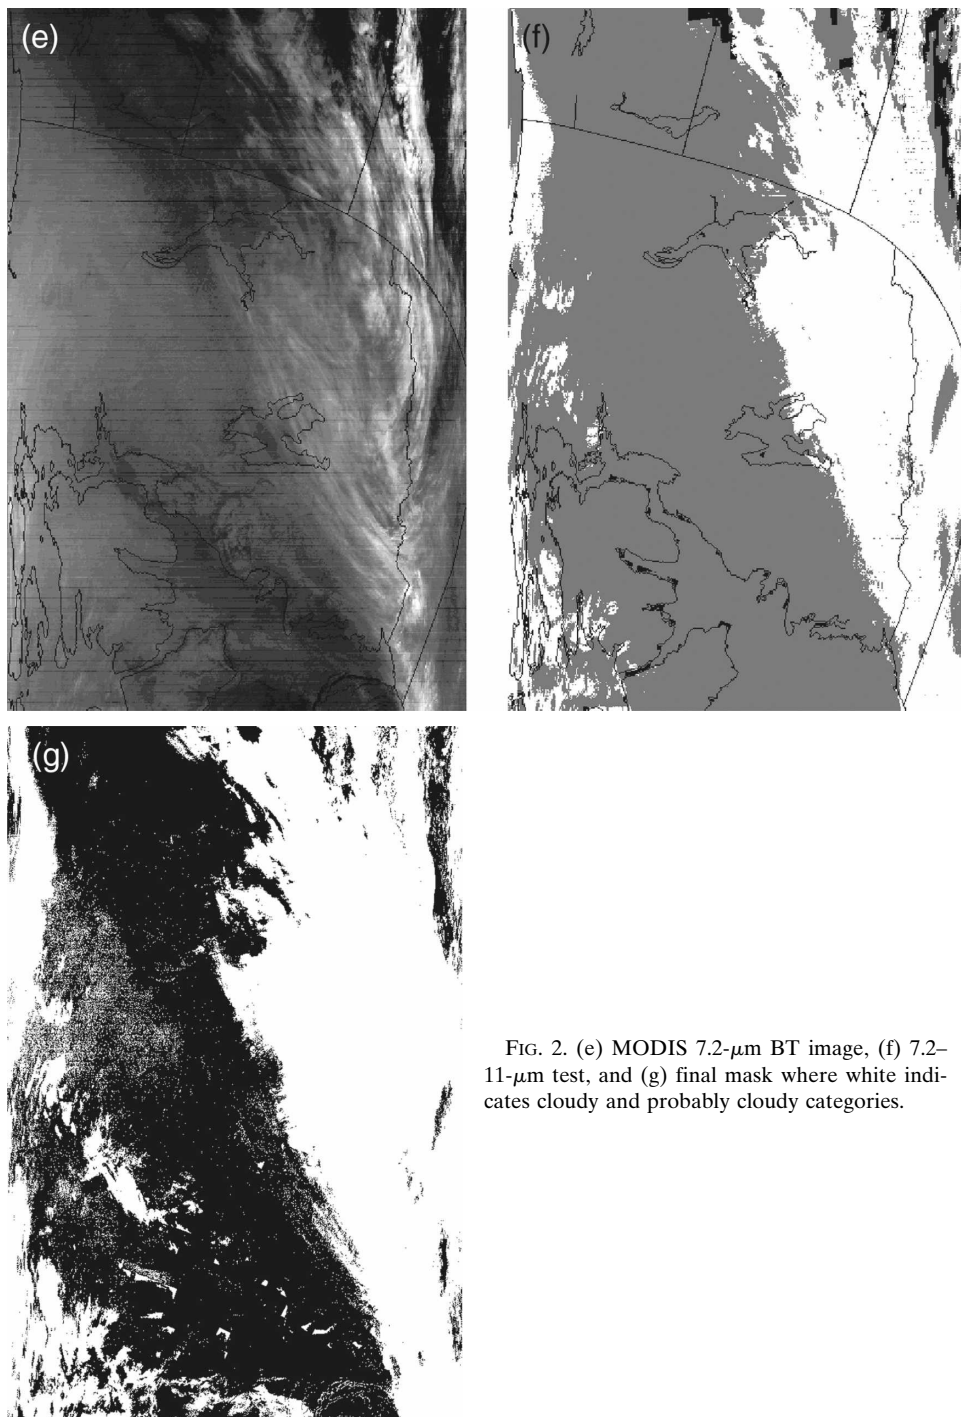 (e)
(f)
(g)
FIG. 2. (e) MODIS 7.2-μm BT image, (f) 7.2–
11-μm test, and (g) final mask where white indi-
cates cloudy and probably cloudy categories.